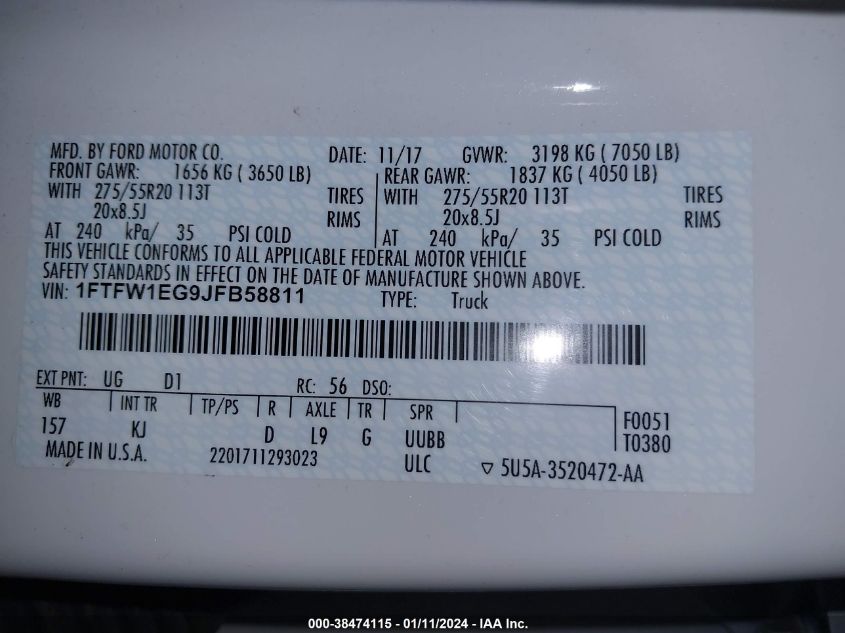 MFD. BY FORD MOTOR CO. DATE: 11/17 GVWR: 3198 KG ( 7050 LB)
FRONT GAWR: 1656 KG ( 3650 LB) REAR GAWR: 1837 KG ( 4050 LB)
WITH 275/55R20 113T TIRES WITH 275/55R20 113T TIRES
20x8.5J RIMS 20x8.5J RIMS
AT 240 kPa/ 35 PSI COLD AT 240 kPa/ 35 PSI COLD
THIS VEHICLE CONFORMS TO ALL APPLICABLE FEDERAL MOTOR VEHICLE
SAFETY STANDARDS IN EFFECT ON THE DATE OF MANUFACTURE SHOWN ABOVE.
VIN: 1FTFW1EG9JFB58811 TYPE: Truck
EXT PNT: UG D1 RC: 56 DSO:
WB INT TR TP/PS R AXLE TR SPR F0051
157 KJ D L9 G UUBB T0380
MADE IN U.S.A. 2201711293023 ULC ▽ 5U5A-3520472-AA
000-38474115 - 01/11/2024 - IAA Inc.